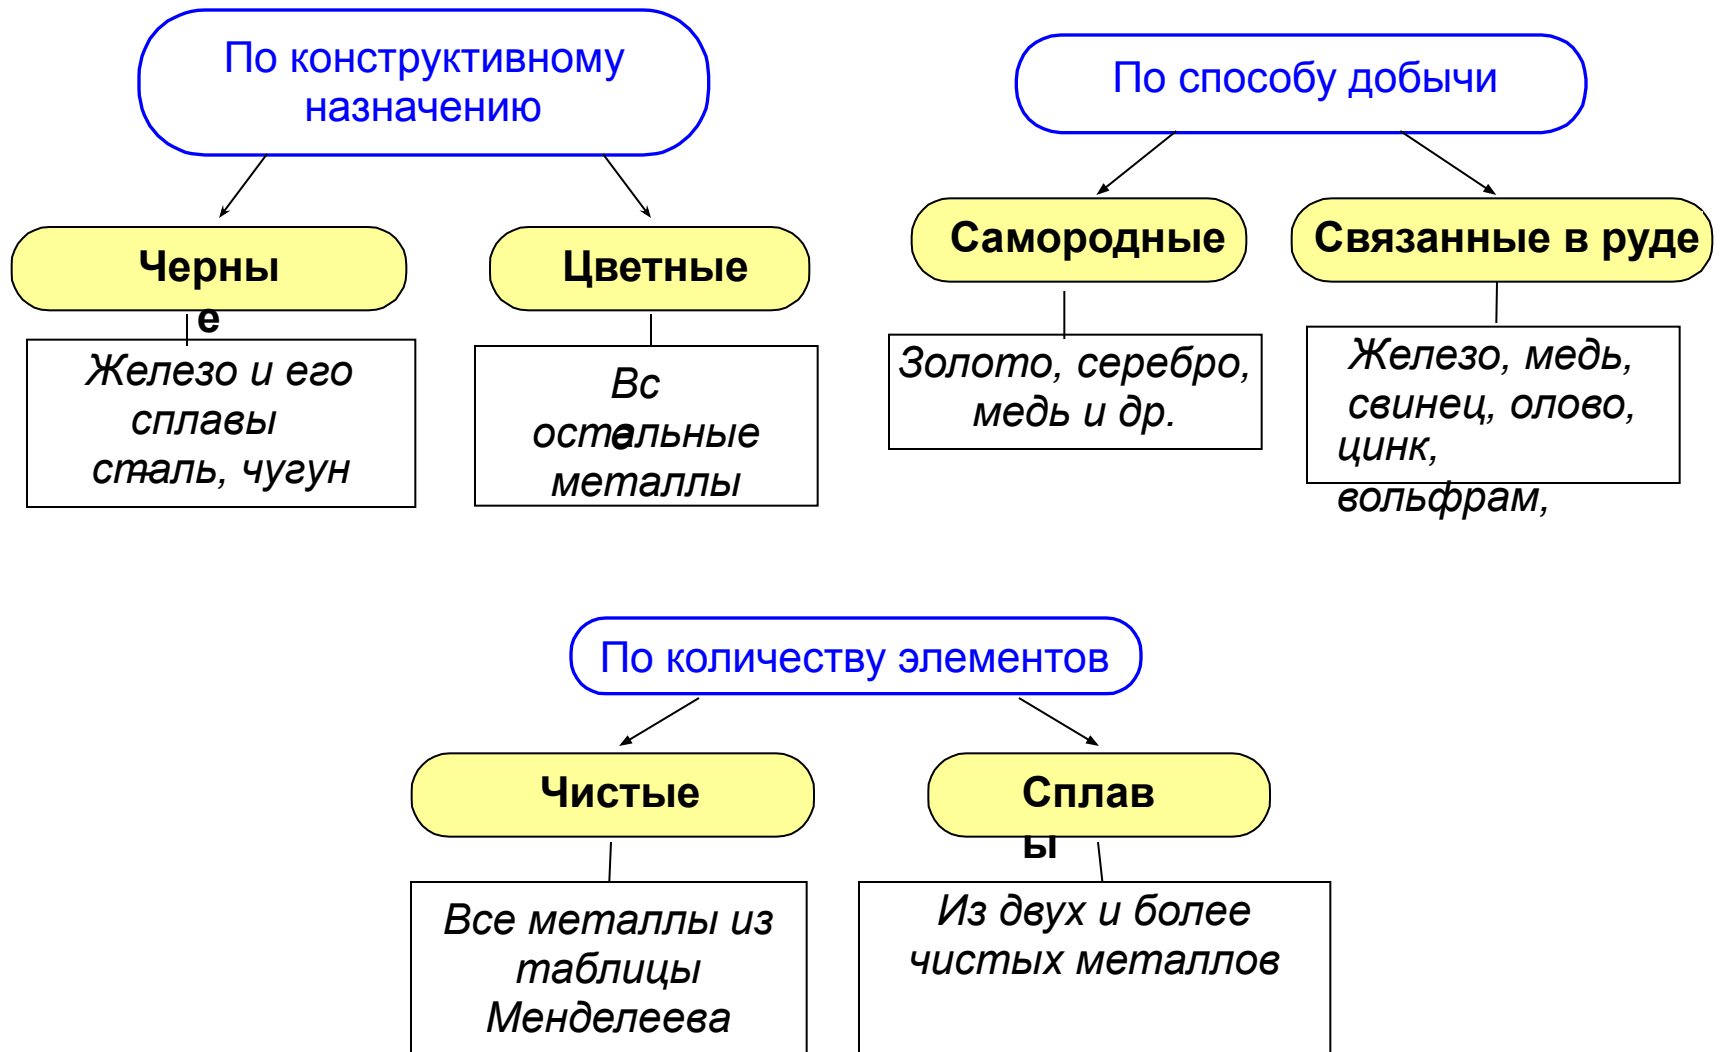 По конструктивному
назначению
Черны
е
Железо и его
сплавы
–
сталь, чугун
Цветные
Вс
е
остальные
металлы
По способу добычи
Самородные
Золото, серебро,
медь и др.
Связанные в руде
Железо, медь,
свинец, олово,
цинк,
вольфрам,
По количеству элементов
Чистые
Все металлы из
таблицы
Менделеева
Сплав
ы
Из двух и более
чистых металлов